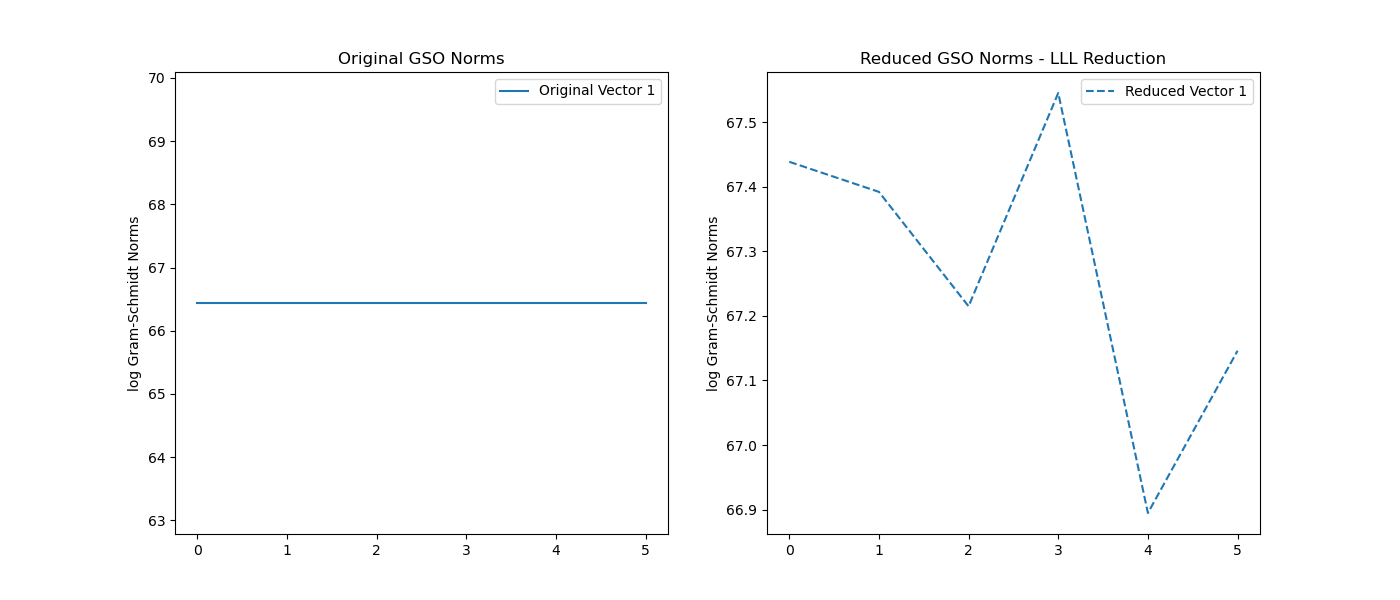 Original GSO Norms
Original Vector 1
log Gram-Schmidt Norms
70
69
68
67
66
65
64
63
0 1 2 3 4 5
Reduced GSO Norms - LLL Reduction
Reduced Vector 1
log Gram-Schmidt Norms
67.5
67.4
67.3
67.2
67.1
67.0
66.9
0 1 2 3 4 5